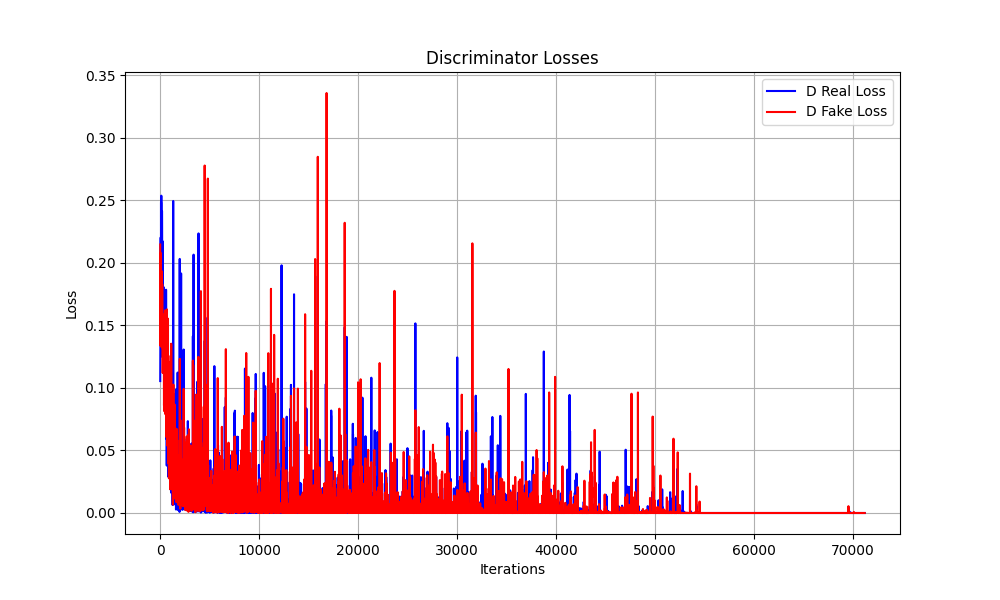 Discriminator Losses
D Real Loss
D Fake Loss
0.35
0.30
0.25
0.20
0.15
0.10
0.05
0.00
Loss
0 10000 20000 30000 40000 50000 60000 70000
Iterations